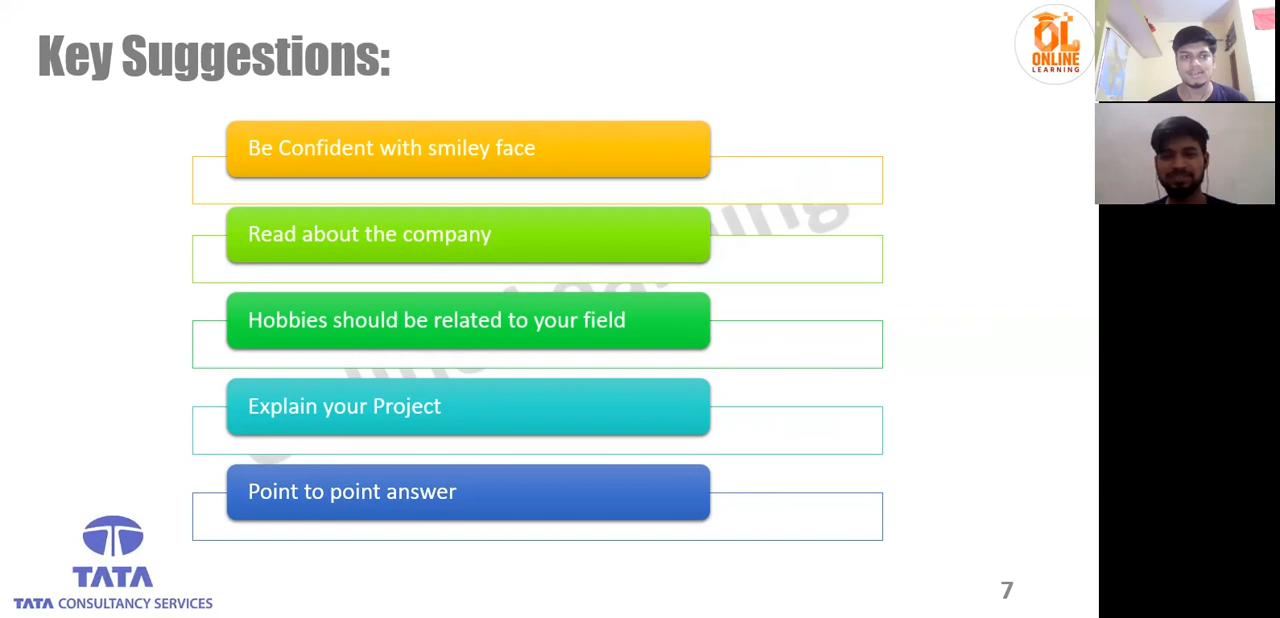 Key Suggestions:
OL
ONLINE
LEARNING
Be Confident with smiley face
Read about the company
Hobbies should be related to your field
Explain your Project
Point to point answer
TATA
TATA CONSULTANCY SERVICES
7